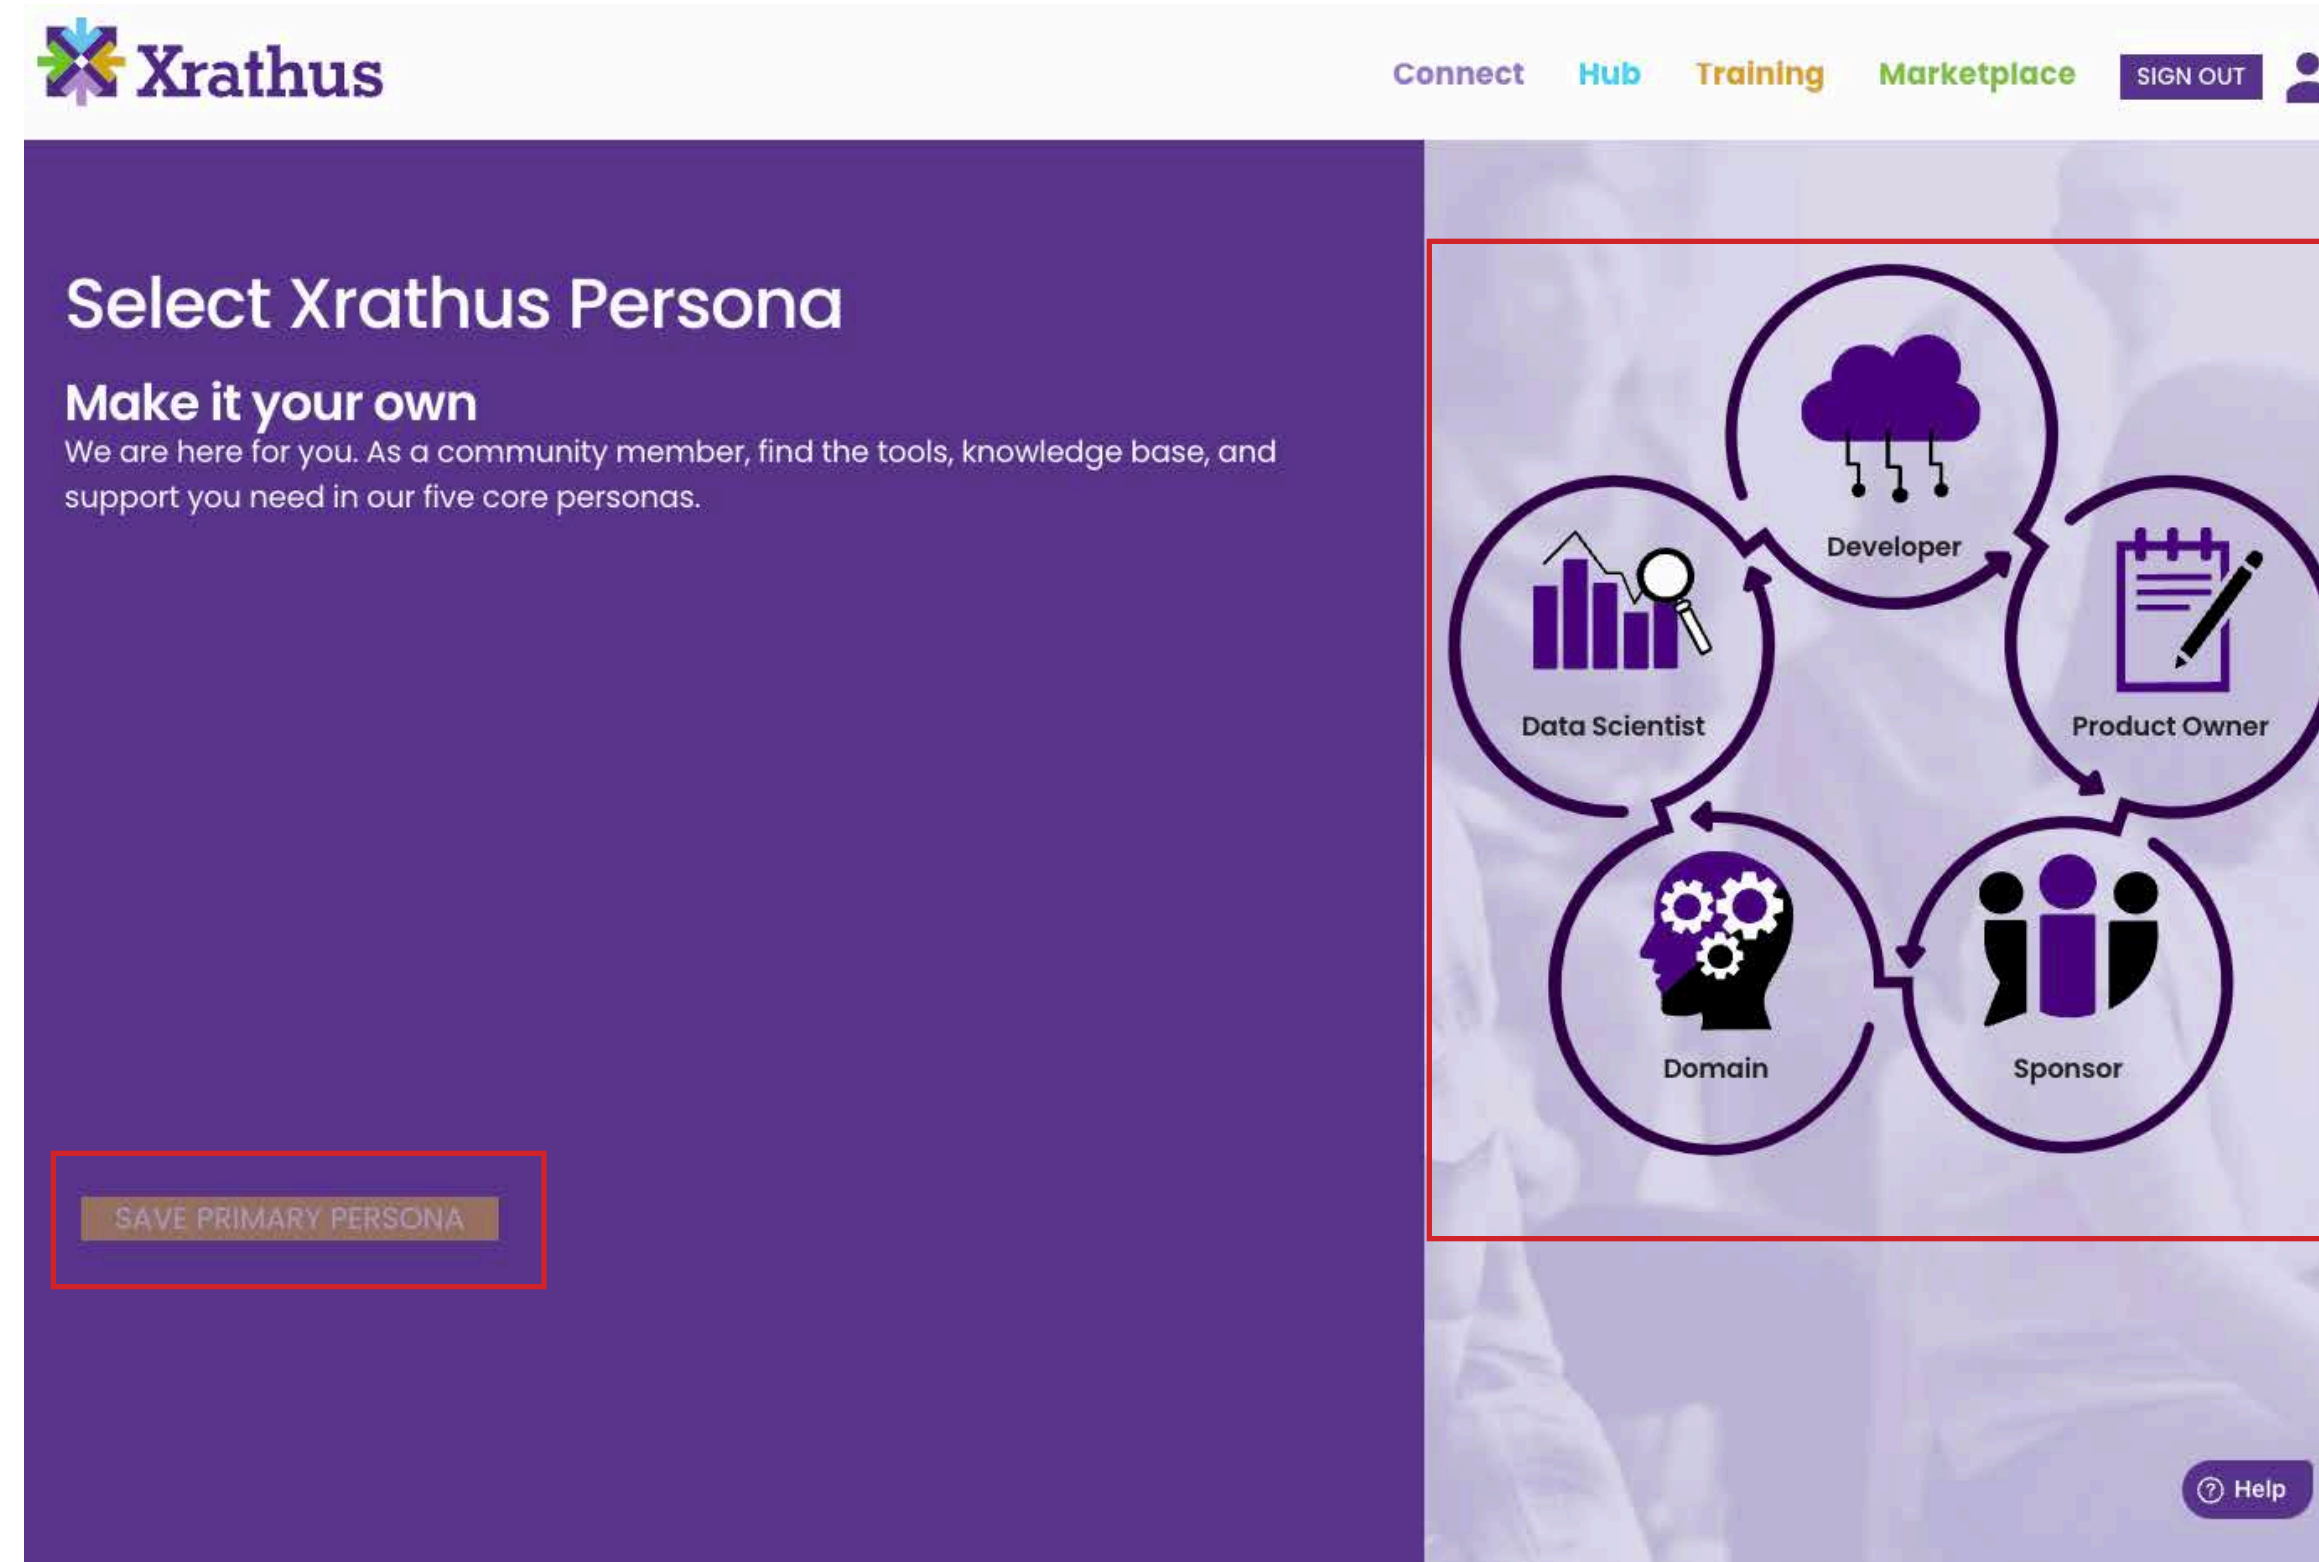 Xrathus
Connect Hub Training Marketplace SIGN OUT
Select Xrathus Persona
Make it your own
We are here for you. As a community member, find the tools, knowledge base, and
support you need in our five core personas.
SAVE PRIMARY PERSONA
Developer
Data Scientist
Product Owner
Domain
Sponsor
? Help